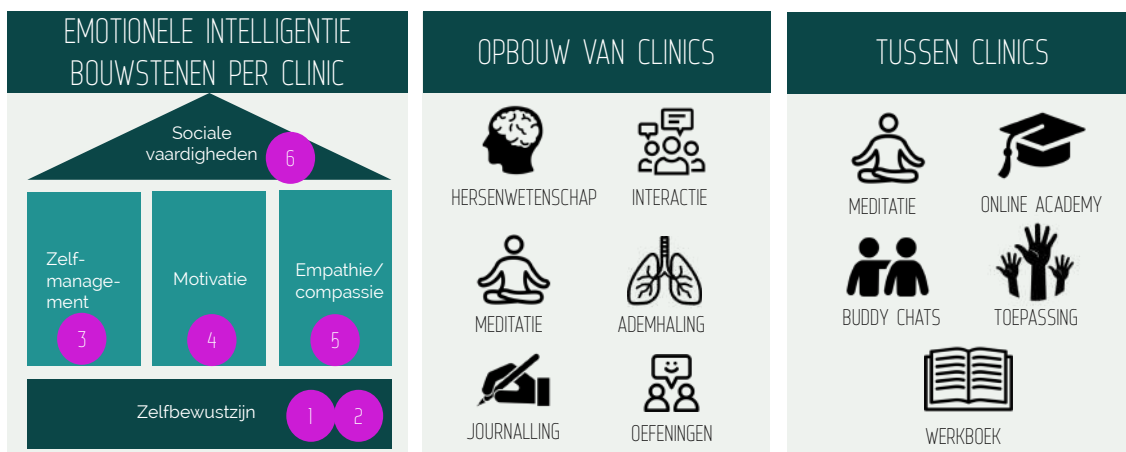 EMOTIONELE INTELLIGENTIE
BOUWSTENEN PER CLINIC
Sociale
vaardigheden
6
Zelf-
manage-
ment
3
Motivatie
4
Empathie/
compassie
5
Zelfbewustzijn
1
2
OPBOUW VAN CLINICS
HERSENWETENSCHAP
INTERACTIE
MEDITATIE
ADEMHALING
JOURNALLING
OEFENINGEN
TUSSEN CLINICS
MEDITATIE
ONLINE ACADEMY
BUDDY CHATS
TOEPASSING
WERKBOEK